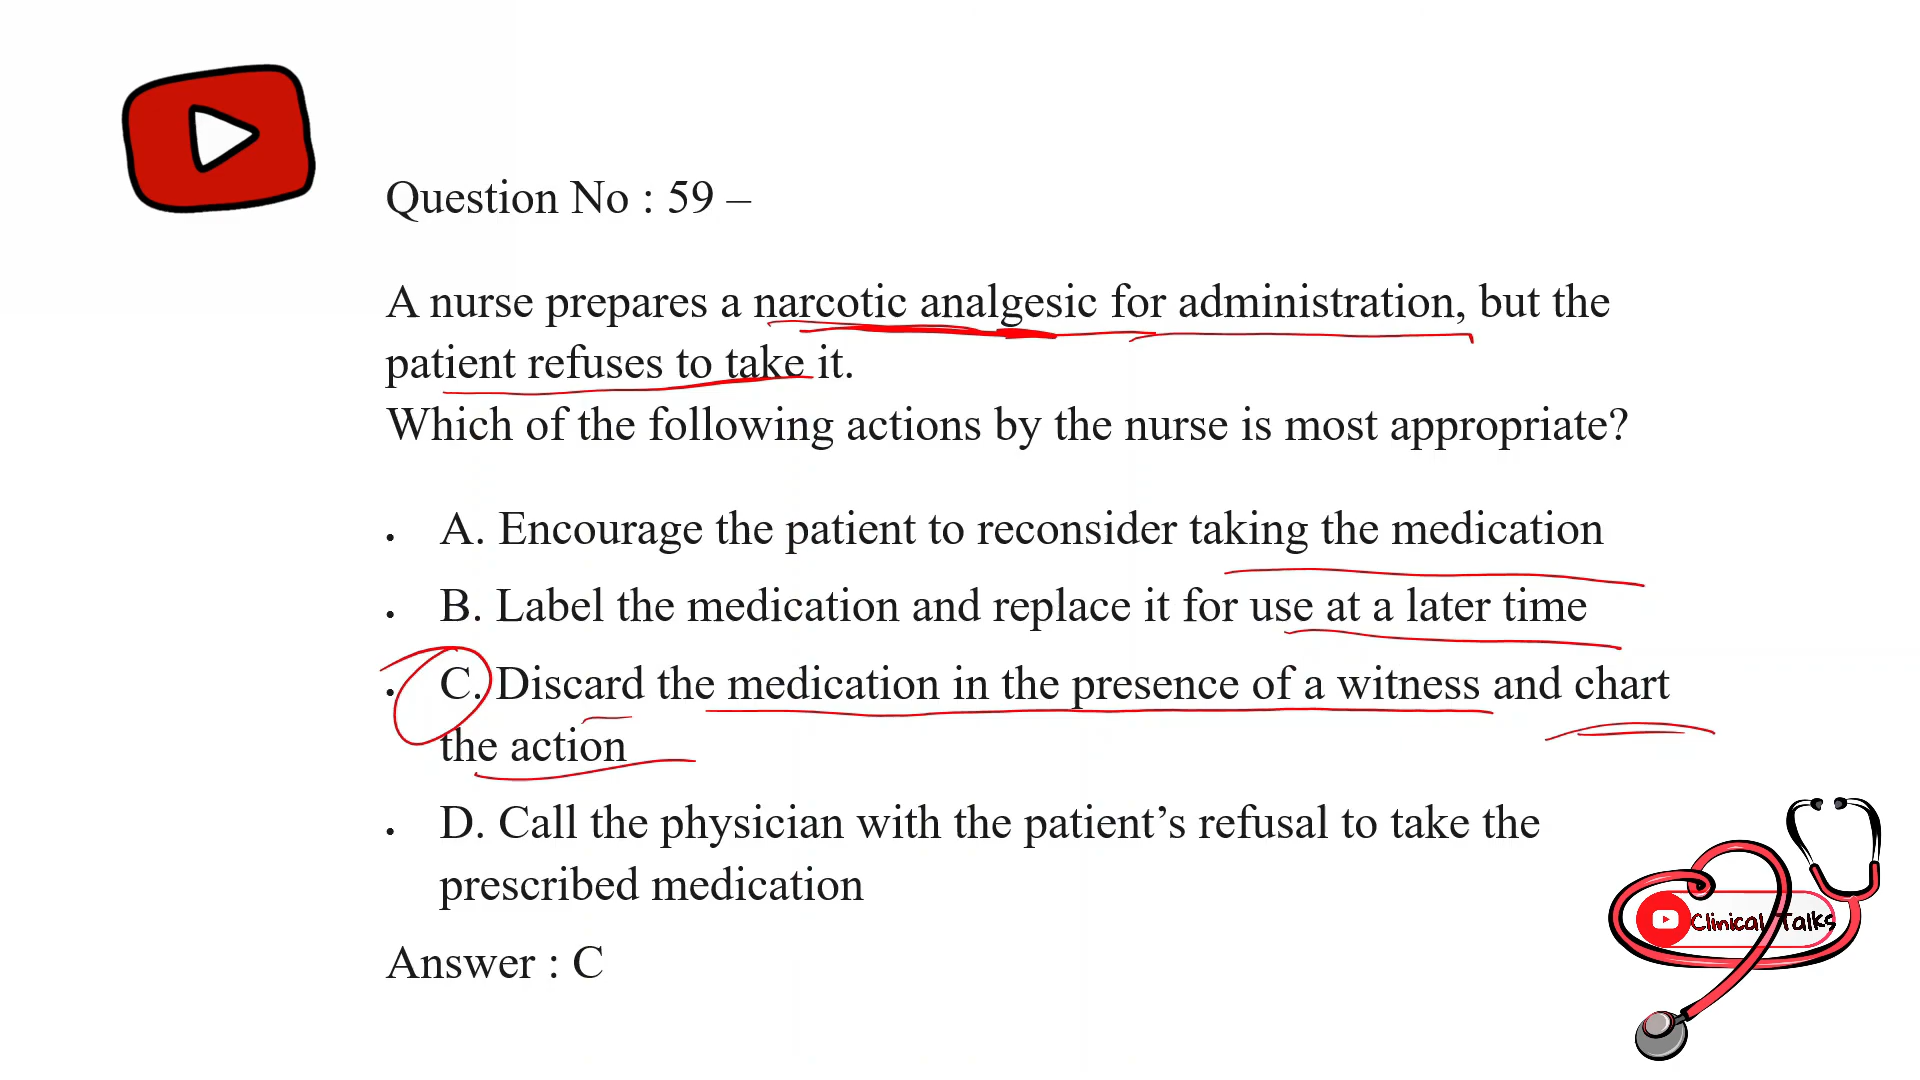 Question No : 59 –
A nurse prepares a narcotic analgesic for administration, but the
patient refuses to take it.
Which of the following actions by the nurse is most appropriate?
• A. Encourage the patient to reconsider taking the medication
• B. Label the medication and replace it for use at a later time
• C. Discard the medication in the presence of a witness and chart
the action
• D. Call the physician with the patient’s refusal to take the
prescribed medication
Clinical Talks
Answer : C